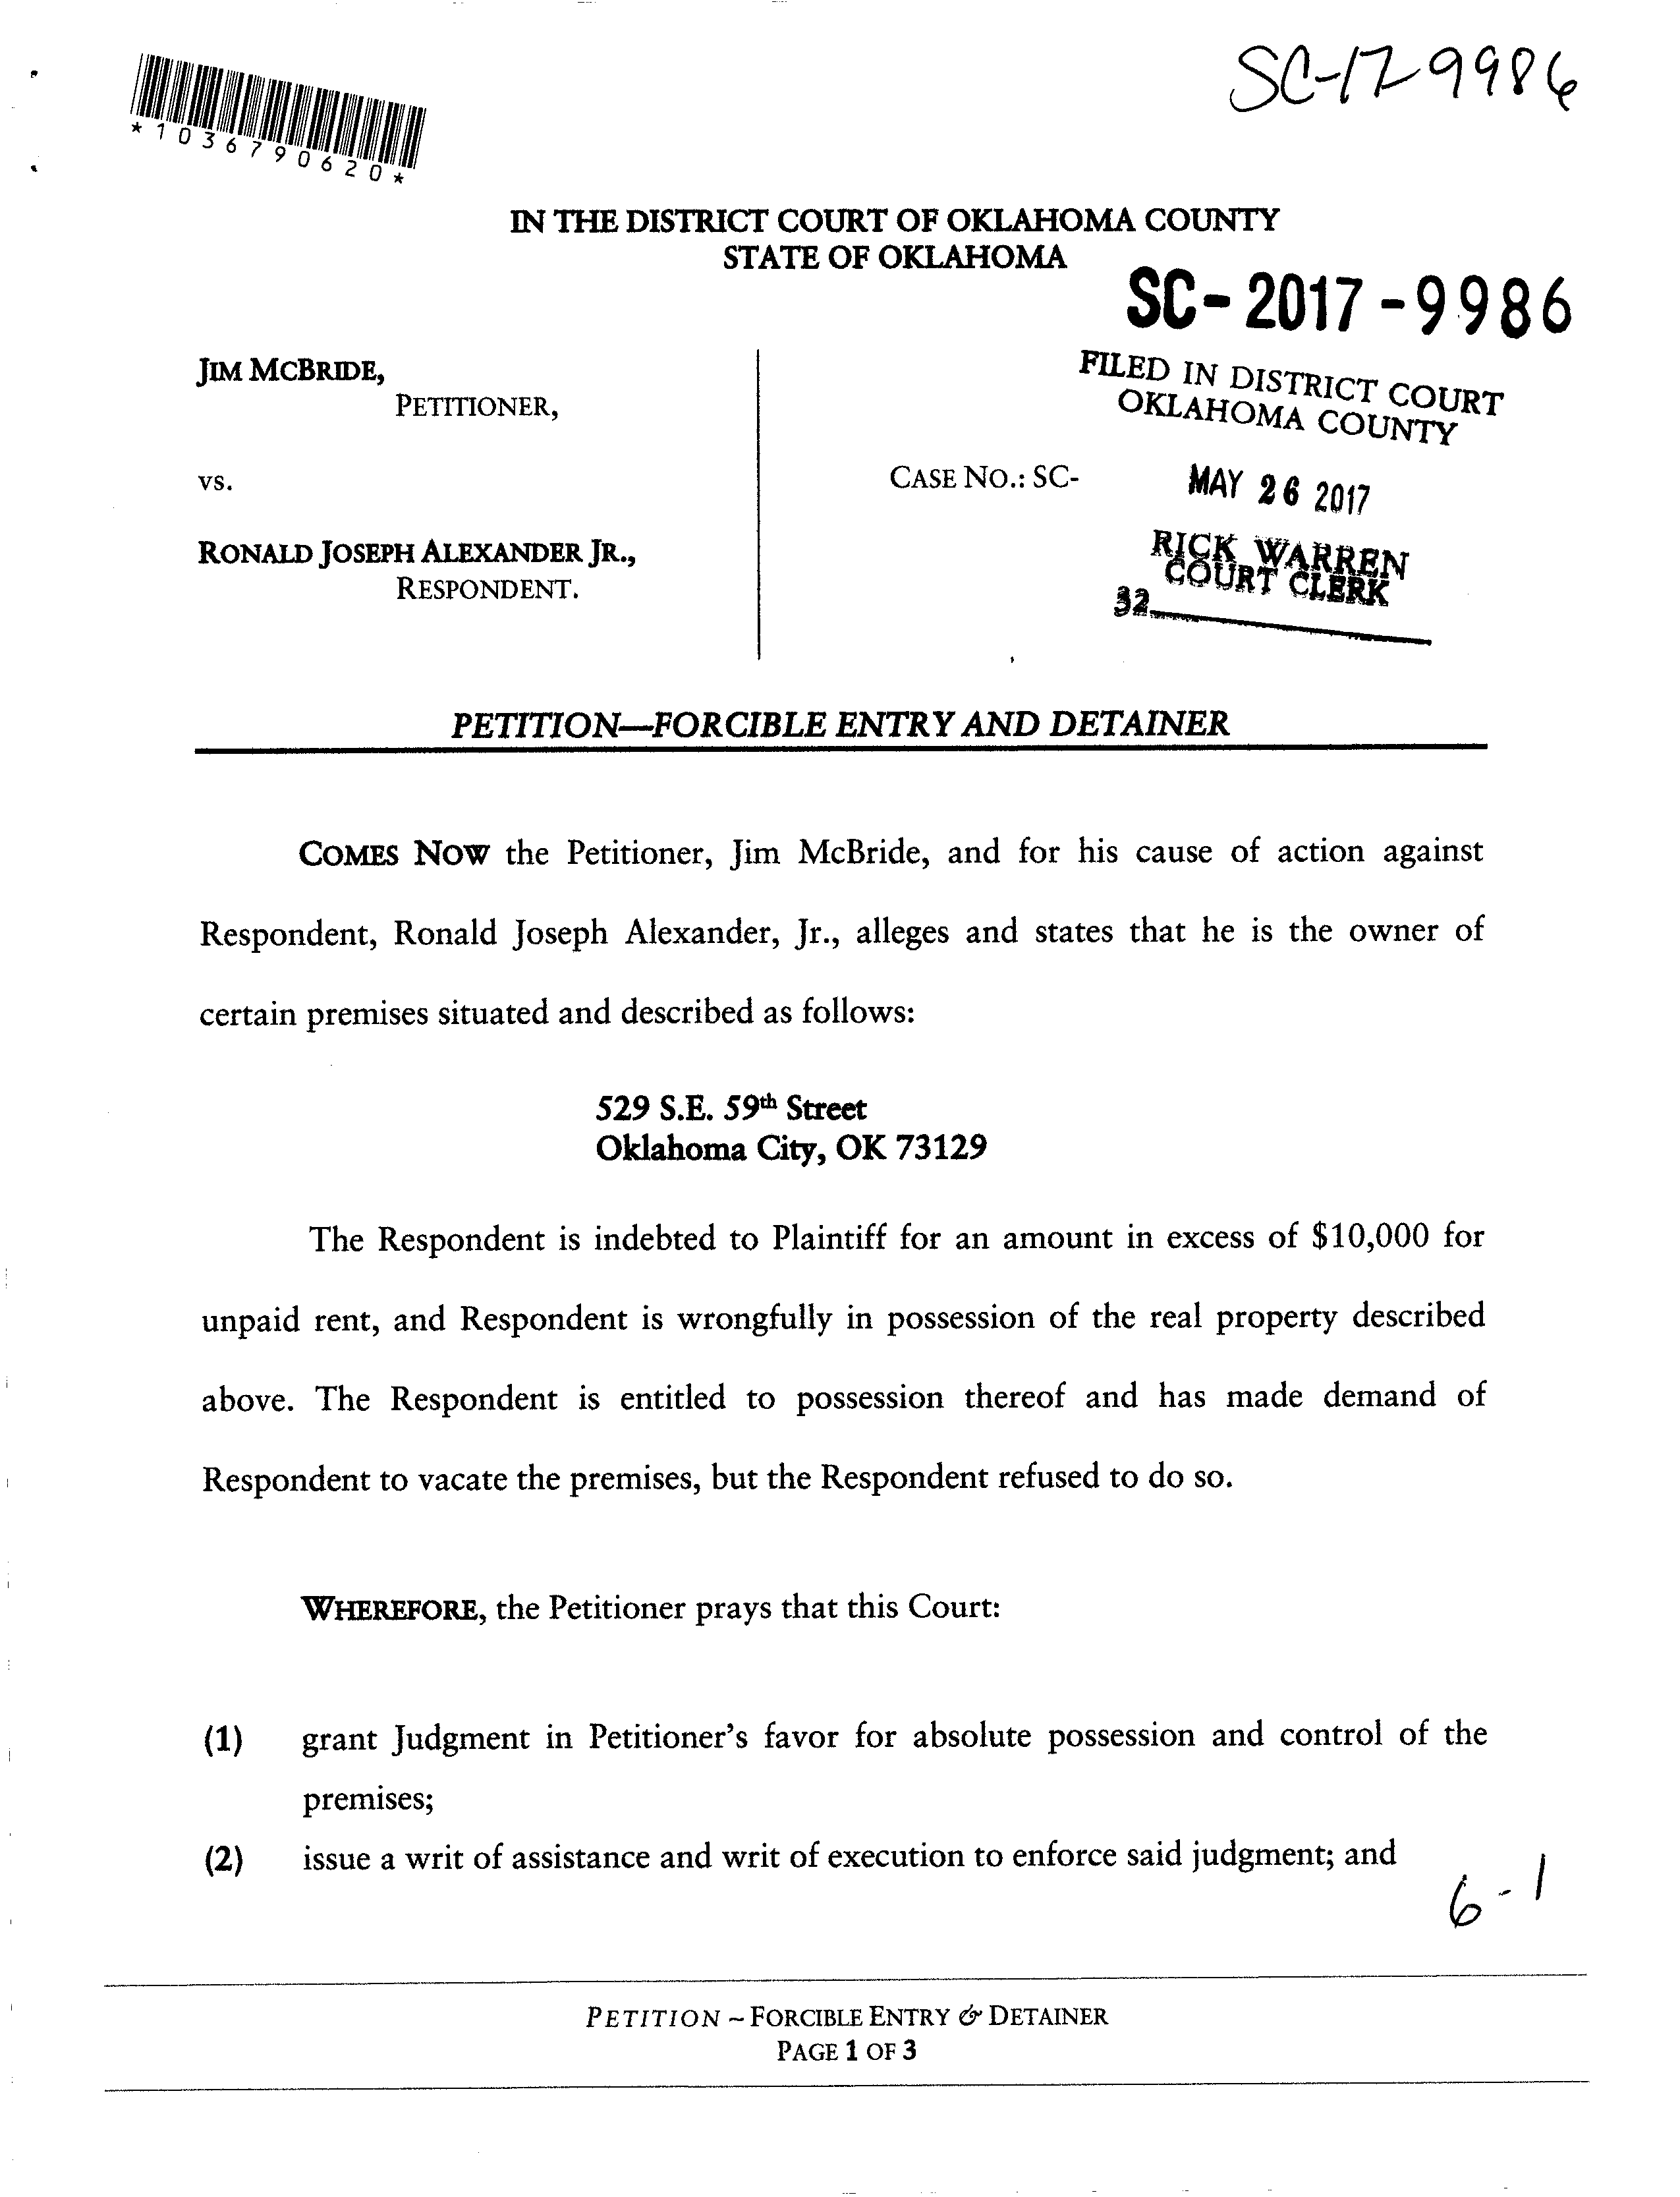 SC-17-9986
*1036790620*
IN THE DISTRICT COURT OF OKLAHOMA COUNTY
STATE OF OKLAHOMA
SC-2017-9986
JIM MCBRIDE,
PETITIONER,
vs.
RONALD JOSEPH ALEXANDER JR.,
RESPONDENT.
CASE NO.: SC-
FILED IN DISTRICT COURT
OKLAHOMA COUNTY
MAY 26 2017
RICK WARREN
COURT CLERK
32
PETITION—FORCIBLE ENTRY AND DETAINER
COMES NOW the Petitioner, Jim McBride, and for his cause of action against
Respondent, Ronald Joseph Alexander, Jr., alleges and states that he is the owner of
certain premises situated and described as follows:
529 S.E. 59th Street
Oklahoma City, OK 73129
The Respondent is indebted to Plaintiff for an amount in excess of $10,000 for
unpaid rent, and Respondent is wrongfully in possession of the real property described
above. The Respondent is entitled to possession thereof and has made demand of
Respondent to vacate the premises, but the Respondent refused to do so.
WHEREFORE, the Petitioner prays that this Court:
(1) grant Judgment in Petitioner's favor for absolute possession and control of the
premises;
(2) issue a writ of assistance and writ of execution to enforce said judgment; and
6-1
PETITION ~ FORCIBLE ENTRY & DETAINER
PAGE 1 OF 3